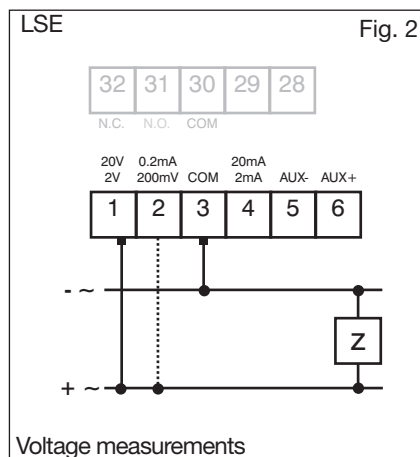 LSE Fig. 2
32 31 30 29 28
N.C. N.O. COM
20V 0.2mA 20mA
2V 200mV COM 2mA AUX- AUX+
1 2 3 4 5 6
- ~
Z
+ ~
Voltage measurements